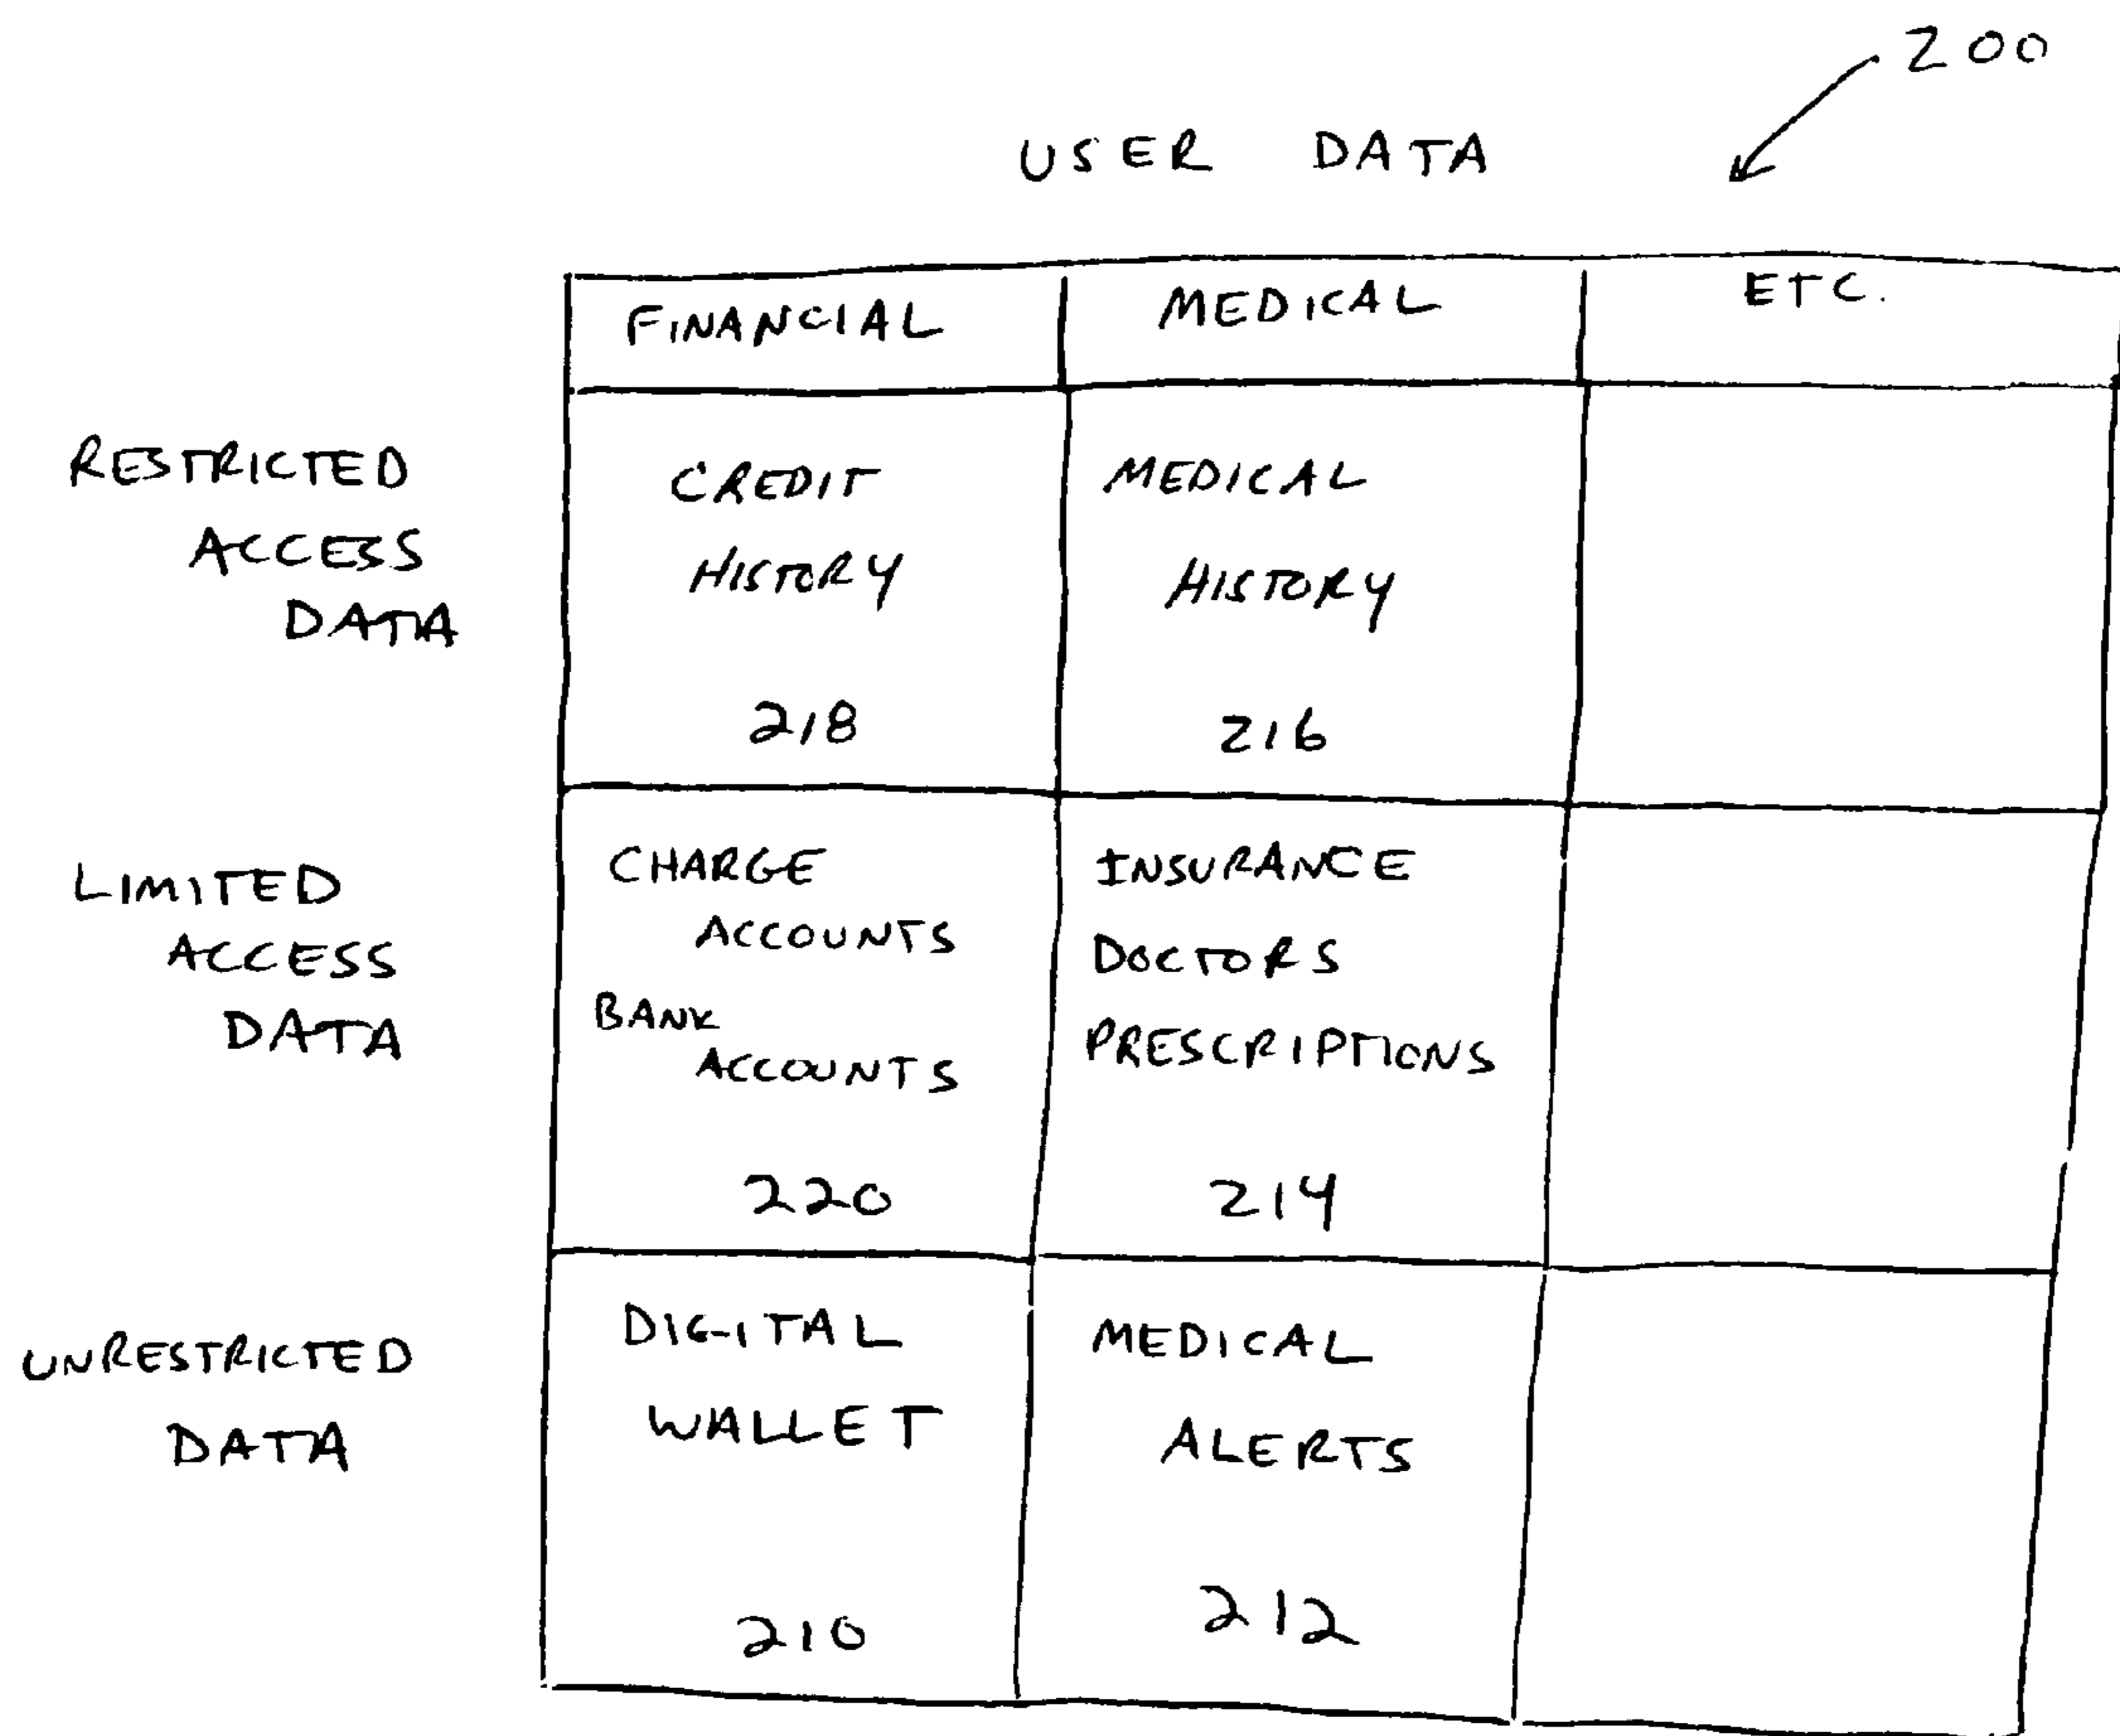 200
USER DATA
FINANCIAL MEDICAL ETC.
RESTRICTED
ACCESS
DATA
CREDIT
HISTORY
218
MEDICAL
HISTORY
216
LIMITED
ACCESS
DATA
CHARGE
ACCOUNTS
BANK
ACCOUNTS
220
INSURANCE
DOCTORS
PRESCRIPTIONS
214
UNRESTRICTED
DATA
DIGITAL
WALLET
210
MEDICAL
ALERTS
212